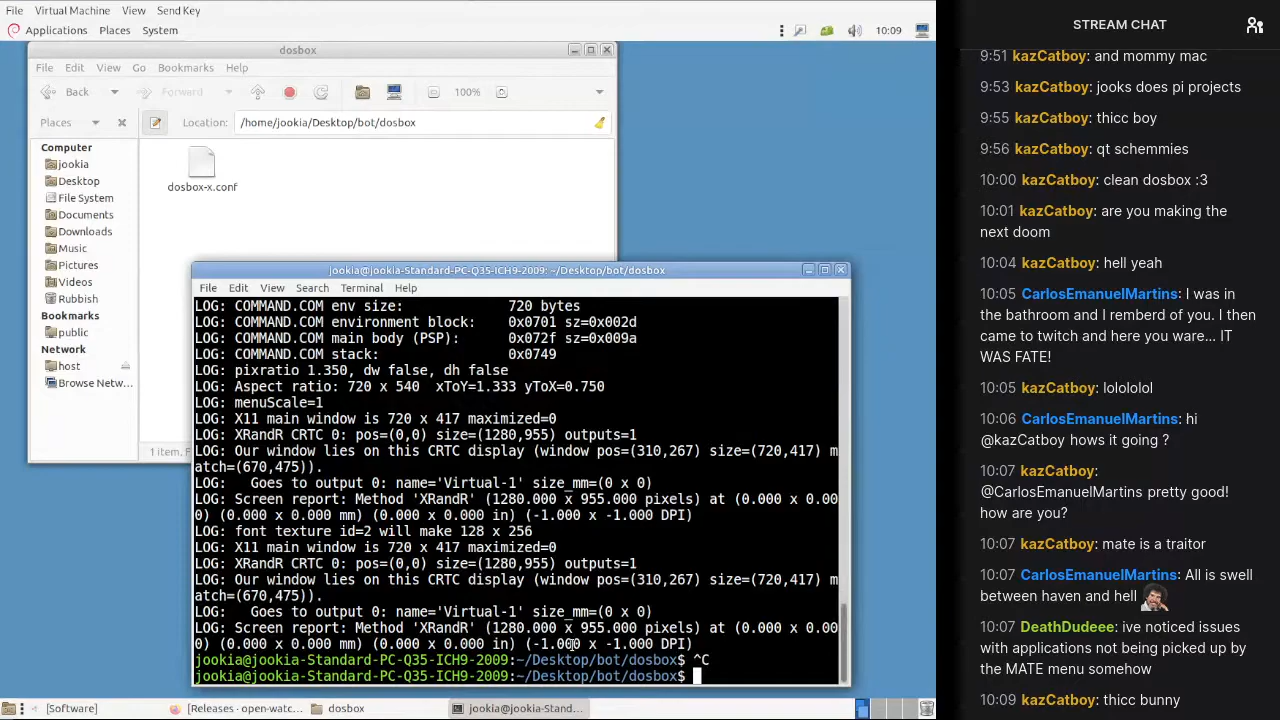 File Virtual Machine View Send Key
Applications Places System 10:09
dosbox
File Edit View Go Bookmarks Help
Back Forward 100%
Places Location: /home/jookia/Desktop/bot/dosbox
Computer
jookia
Desktop
File System
Documents
Downloads
Music
Pictures
Videos
Rubbish
Bookmarks
public
Network
host
Browse Netw...
dosbox-x.conf
1 item, F
jookia@jookia-Standard-PC-Q35-ICH9-2009: ~/Desktop/bot/dosbox
File Edit View Search Terminal Help
LOG: COMMAND.COM env size: 720 bytes
LOG: COMMAND.COM environment block: 0x0701 sz=0x002d
LOG: COMMAND.COM main body (PSP): 0x072f sz=0x009a
LOG: COMMAND.COM stack: 0x0749
LOG: pixratio 1.350, dw false, dh false
LOG: Aspect ratio: 720 x 540 xToY=1.333 yToX=0.750
LOG: menuScale=1
LOG: X11 main window is 720 x 417 maximized=0
LOG: XRandR CRTC 0: pos=(0,0) size=(1280,955) outputs=1
LOG: Our window lies on this CRTC display (window pos=(310,267) size=(720,417) m
atch=(670,475)).
LOG: Goes to output 0: name='Virtual-1' size_mm=(0 x 0)
LOG: Screen report: Method 'XRandR' (1280.000 x 955.000 pixels) at (0.000 x 0.00
0) (0.000 x 0.000 mm) (0.000 x 0.000 in) (-1.000 x -1.000 DPI)
LOG: font texture id=2 will make 128 x 256
LOG: X11 main window is 720 x 417 maximized=0
LOG: XRandR CRTC 0: pos=(0,0) size=(1280,955) outputs=1
LOG: Our window lies on this CRTC display (window pos=(310,267) size=(720,417) m
atch=(670,475)).
LOG: Goes to output 0: name='Virtual-1' size_mm=(0 x 0)
LOG: Screen report: Method 'XRandR' (1280.000 x 955.000 pixels) at (0.000 x 0.00
0) (0.000 x 0.000 mm) (0.000 x 0.000 in) (-1.000 x -1.000 DPI)
jookia@jookia-Standard-PC-Q35-ICH9-2009:~/Desktop/bot/dosbox$ ^C
jookia@jookia-Standard-PC-Q35-ICH9-2009:~/Desktop/bot/dosbox$
[Software] [Releases · open-watc... dosbox jookia@jookia-Stand...
STREAM CHAT
9:51 kazCatboy: and mommy mac
9:53 kazCatboy: jooks does pi projects
9:55 kazCatboy: thicc boy
9:56 kazCatboy: qt schemmies
10:00 kazCatboy: clean dosbox :3
10:01 kazCatboy: are you making the
next doom
10:04 kazCatboy: hell yeah
10:05 CarlosEmanuelMartins: I was in
the bathroom and I remberd of you. I then
came to twitch and here you ware... IT
WAS FATE!
10:05 kazCatboy: lolololol
10:06 CarlosEmanuelMartins: hi
@kazCatboy hows it going ?
10:07 kazCatboy:
@CarlosEmanuelMartins pretty good!
how are you?
10:07 kazCatboy: mate is a traitor
10:07 CarlosEmanuelMartins: All is swell
between haven and hell
10:07 DeathDudeee: ive noticed issues
with applications not being picked up by
the MATE menu somehow
10:09 kazCatboy: thicc bunny